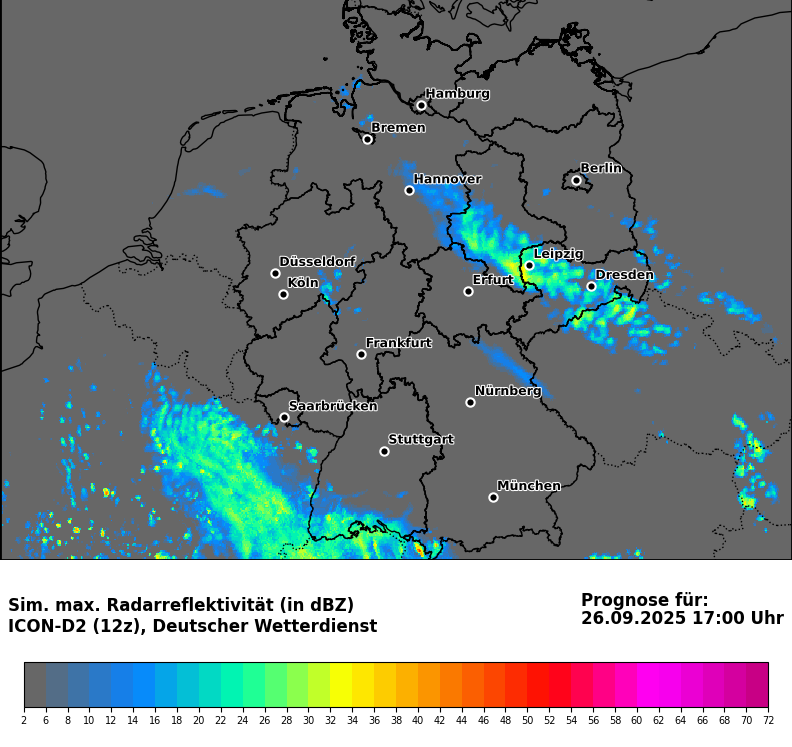 Hamburg
Bremen
Berlin
Hannover
Leipzig
Düsseldorf
Dresden
Köln
Erfurt
Frankfurt
Nürnberg
Saarbrücken
Stuttgart
München
Sim. max. Radarreflektivität (in dBZ)
ICON-D2 (12z), Deutscher Wetterdienst
Prognose für:
26.09.2025 17:00 Uhr
2 6 8 10 12 14 16 18 20 22 24 26 28 30 32 34 36 38 40 42 44 46 48 50 52 54 56 58 60 62 64 66 68 70 72